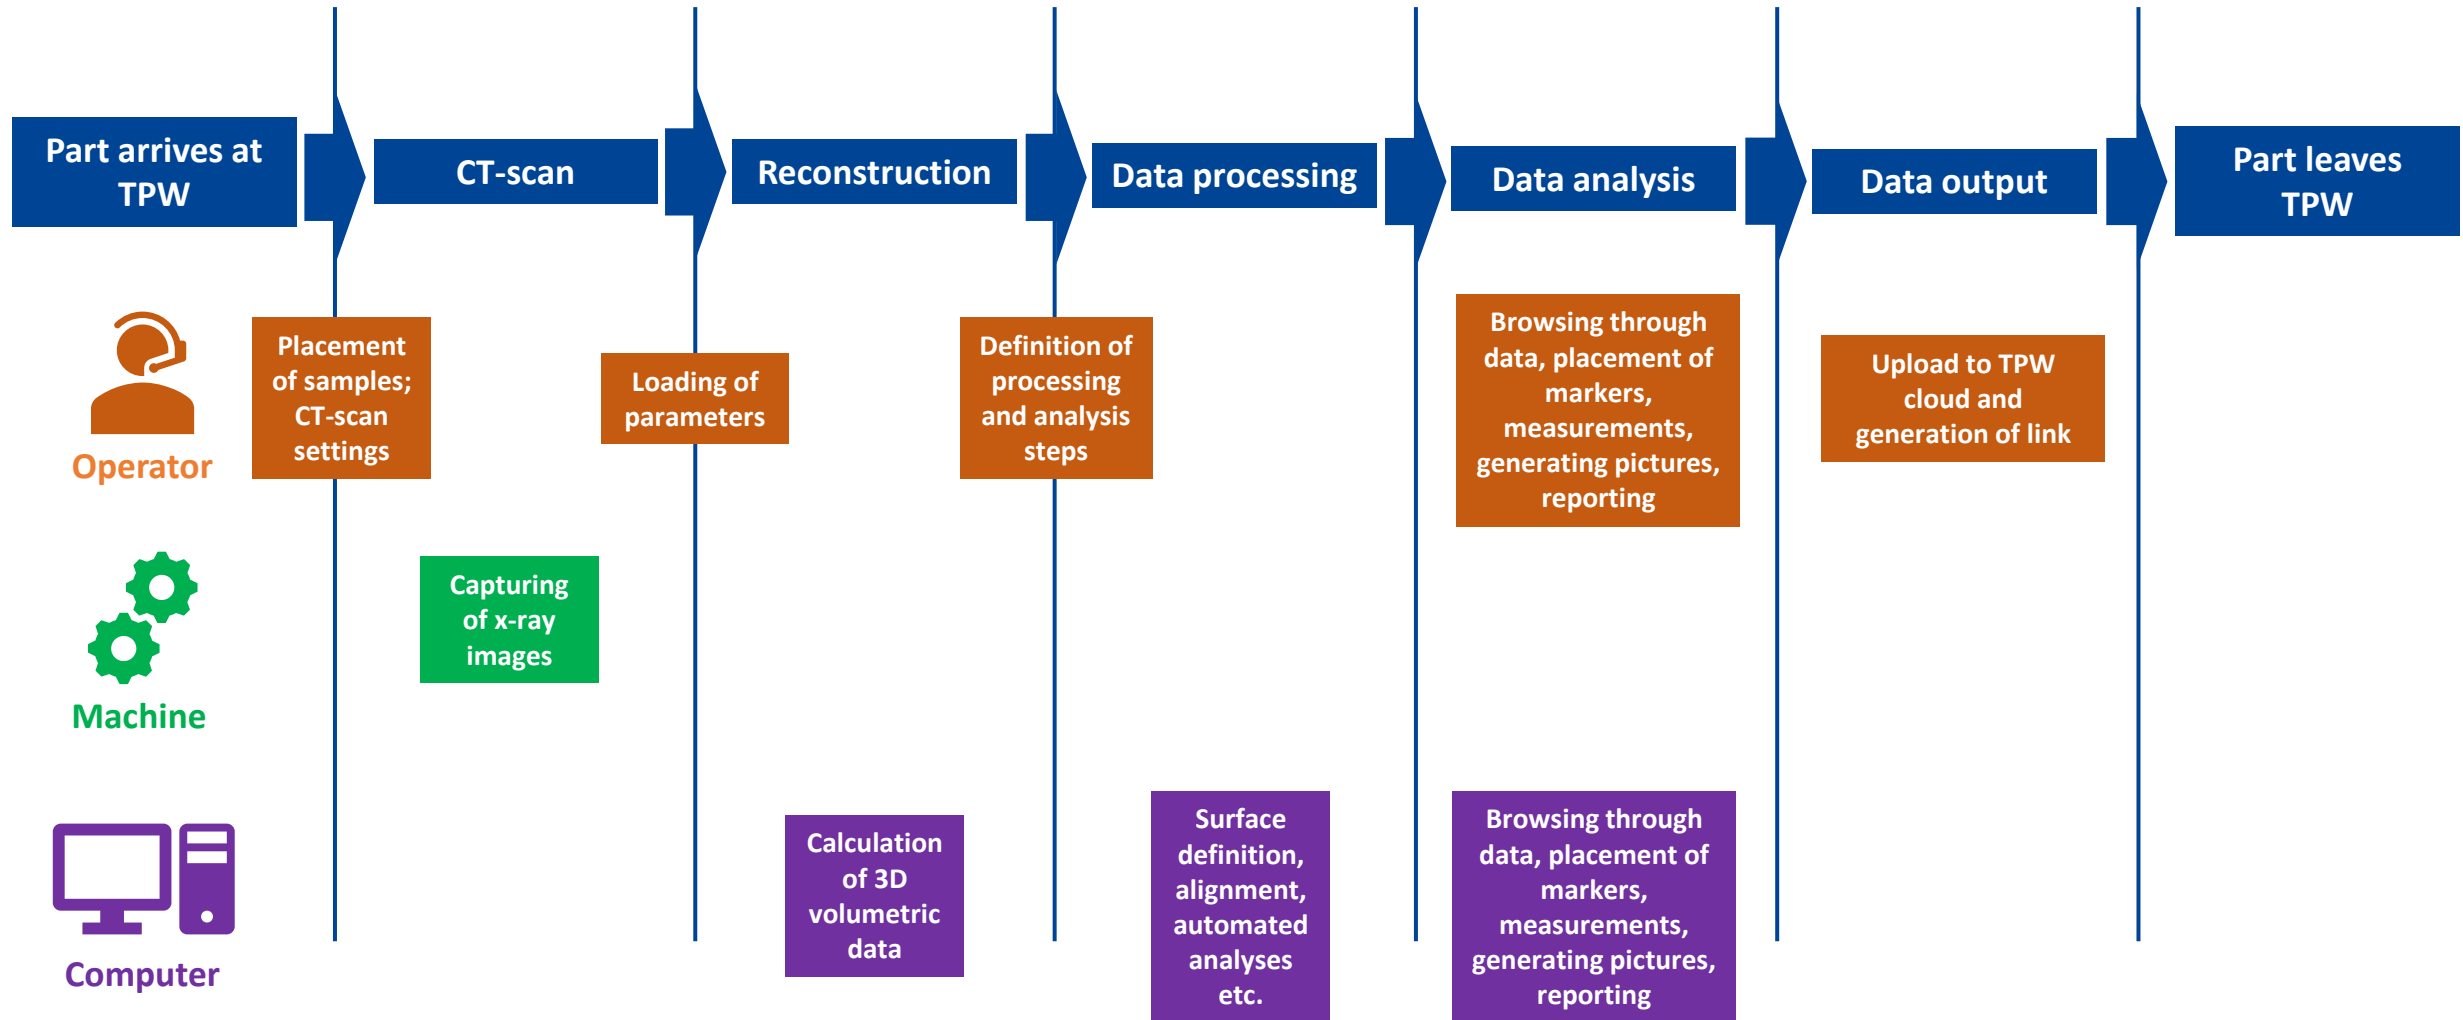 Part arrives at
TPW
CT-scan
Reconstruction
Data processing
Data analysis
Data output
Part leaves
TPW
Operator
Placement
of samples;
CT-scan
settings
Loading of
parameters
Definition of
processing
and analysis
steps
Browsing through
data, placement of
markers,
measurements,
generating pictures,
reporting
Upload to TPW
cloud and
generation of link
Machine
Capturing
of x-ray
images
Computer
Calculation
of 3D
volumetric
data
Surface
definition,
alignment,
automated
analyses
etc.
Browsing through
data, placement of
markers,
measurements,
generating pictures,
reporting